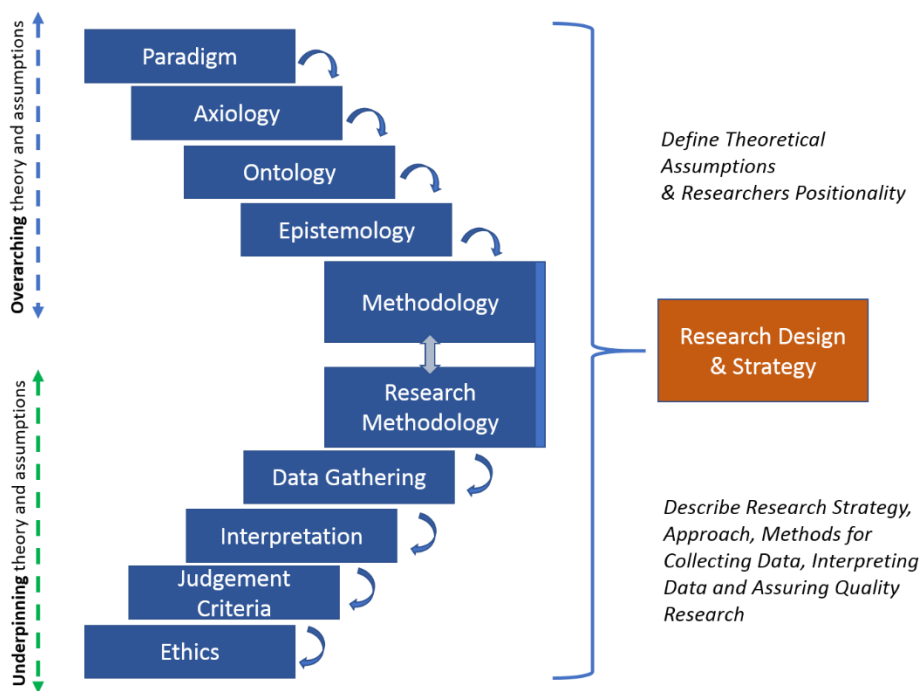 Overarching theory and assumptions
Paradigm
Axiology
Ontology
Epistemology
Methodology
Research
Methodology
Data Gathering
Interpretation
Judgement
Criteria
Ethics
Underpinning theory and assumptions
Define Theoretical
Assumptions
& Researchers Positionality
Research Design
& Strategy
Describe Research Strategy,
Approach, Methods for
Collecting Data, Interpreting
Data and Assuring Quality
Research